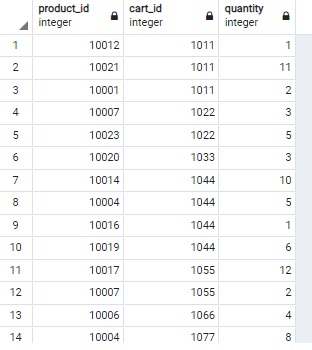 product_id cart_id quantity
integer integer integer
1 10012 1011 1
2 10021 1011 11
3 10001 1011 2
4 10007 1022 3
5 10023 1022 5
6 10020 1033 3
7 10014 1044 10
8 10004 1044 5
9 10016 1044 1
10 10019 1044 6
11 10017 1055 12
12 10007 1055 2
13 10006 1066 4
14 10004 1077 8